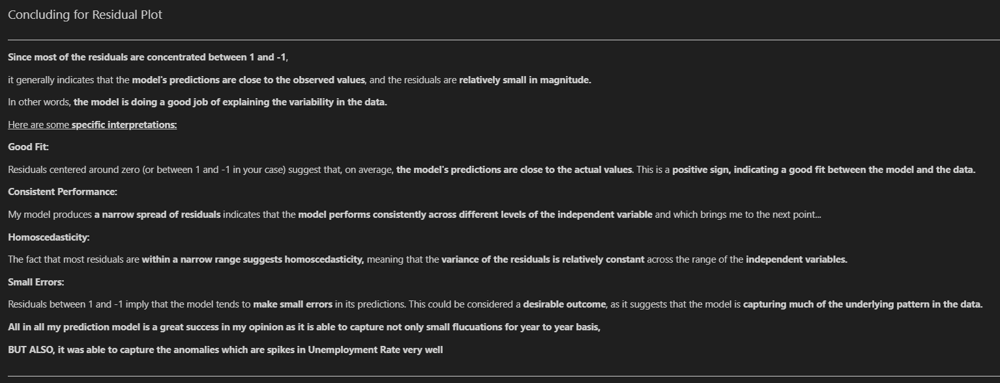 Concluding for Residual Plot
Since most of the residuals are concentrated between 1 and -1,
it generally indicates that the model's predictions are close to the observed values, and the residuals are relatively small in magnitude.
In other words, the model is doing a good job of explaining the variability in the data.
Here are some specific interpretations:
Good Fit:
Residuals centered around zero (or between 1 and -1 in your case) suggest that, on average, the model's predictions are close to the actual values. This is a positive sign, indicating a good fit between the model and the data.
Consistent Performance:
My model produces a narrow spread of residuals indicates that the model performs consistently across different levels of the independent variable and which brings me to the next point...
Homoscedasticity:
The fact that most residuals are within a narrow range suggests homoscedasticity, meaning that the variance of the residuals is relatively constant across the range of the independent variables.
Small Errors:
Residuals between 1 and -1 imply that the model tends to make small errors in its predictions. This could be considered a desirable outcome, as it suggests that the model is capturing much of the underlying pattern in the data.
All in all my prediction model is a great success in my opinion as it is able to capture not only small flucuations for year to year basis,
BUT ALSO, it was able to capture the anomalies which are spikes in Unemployment Rate very well